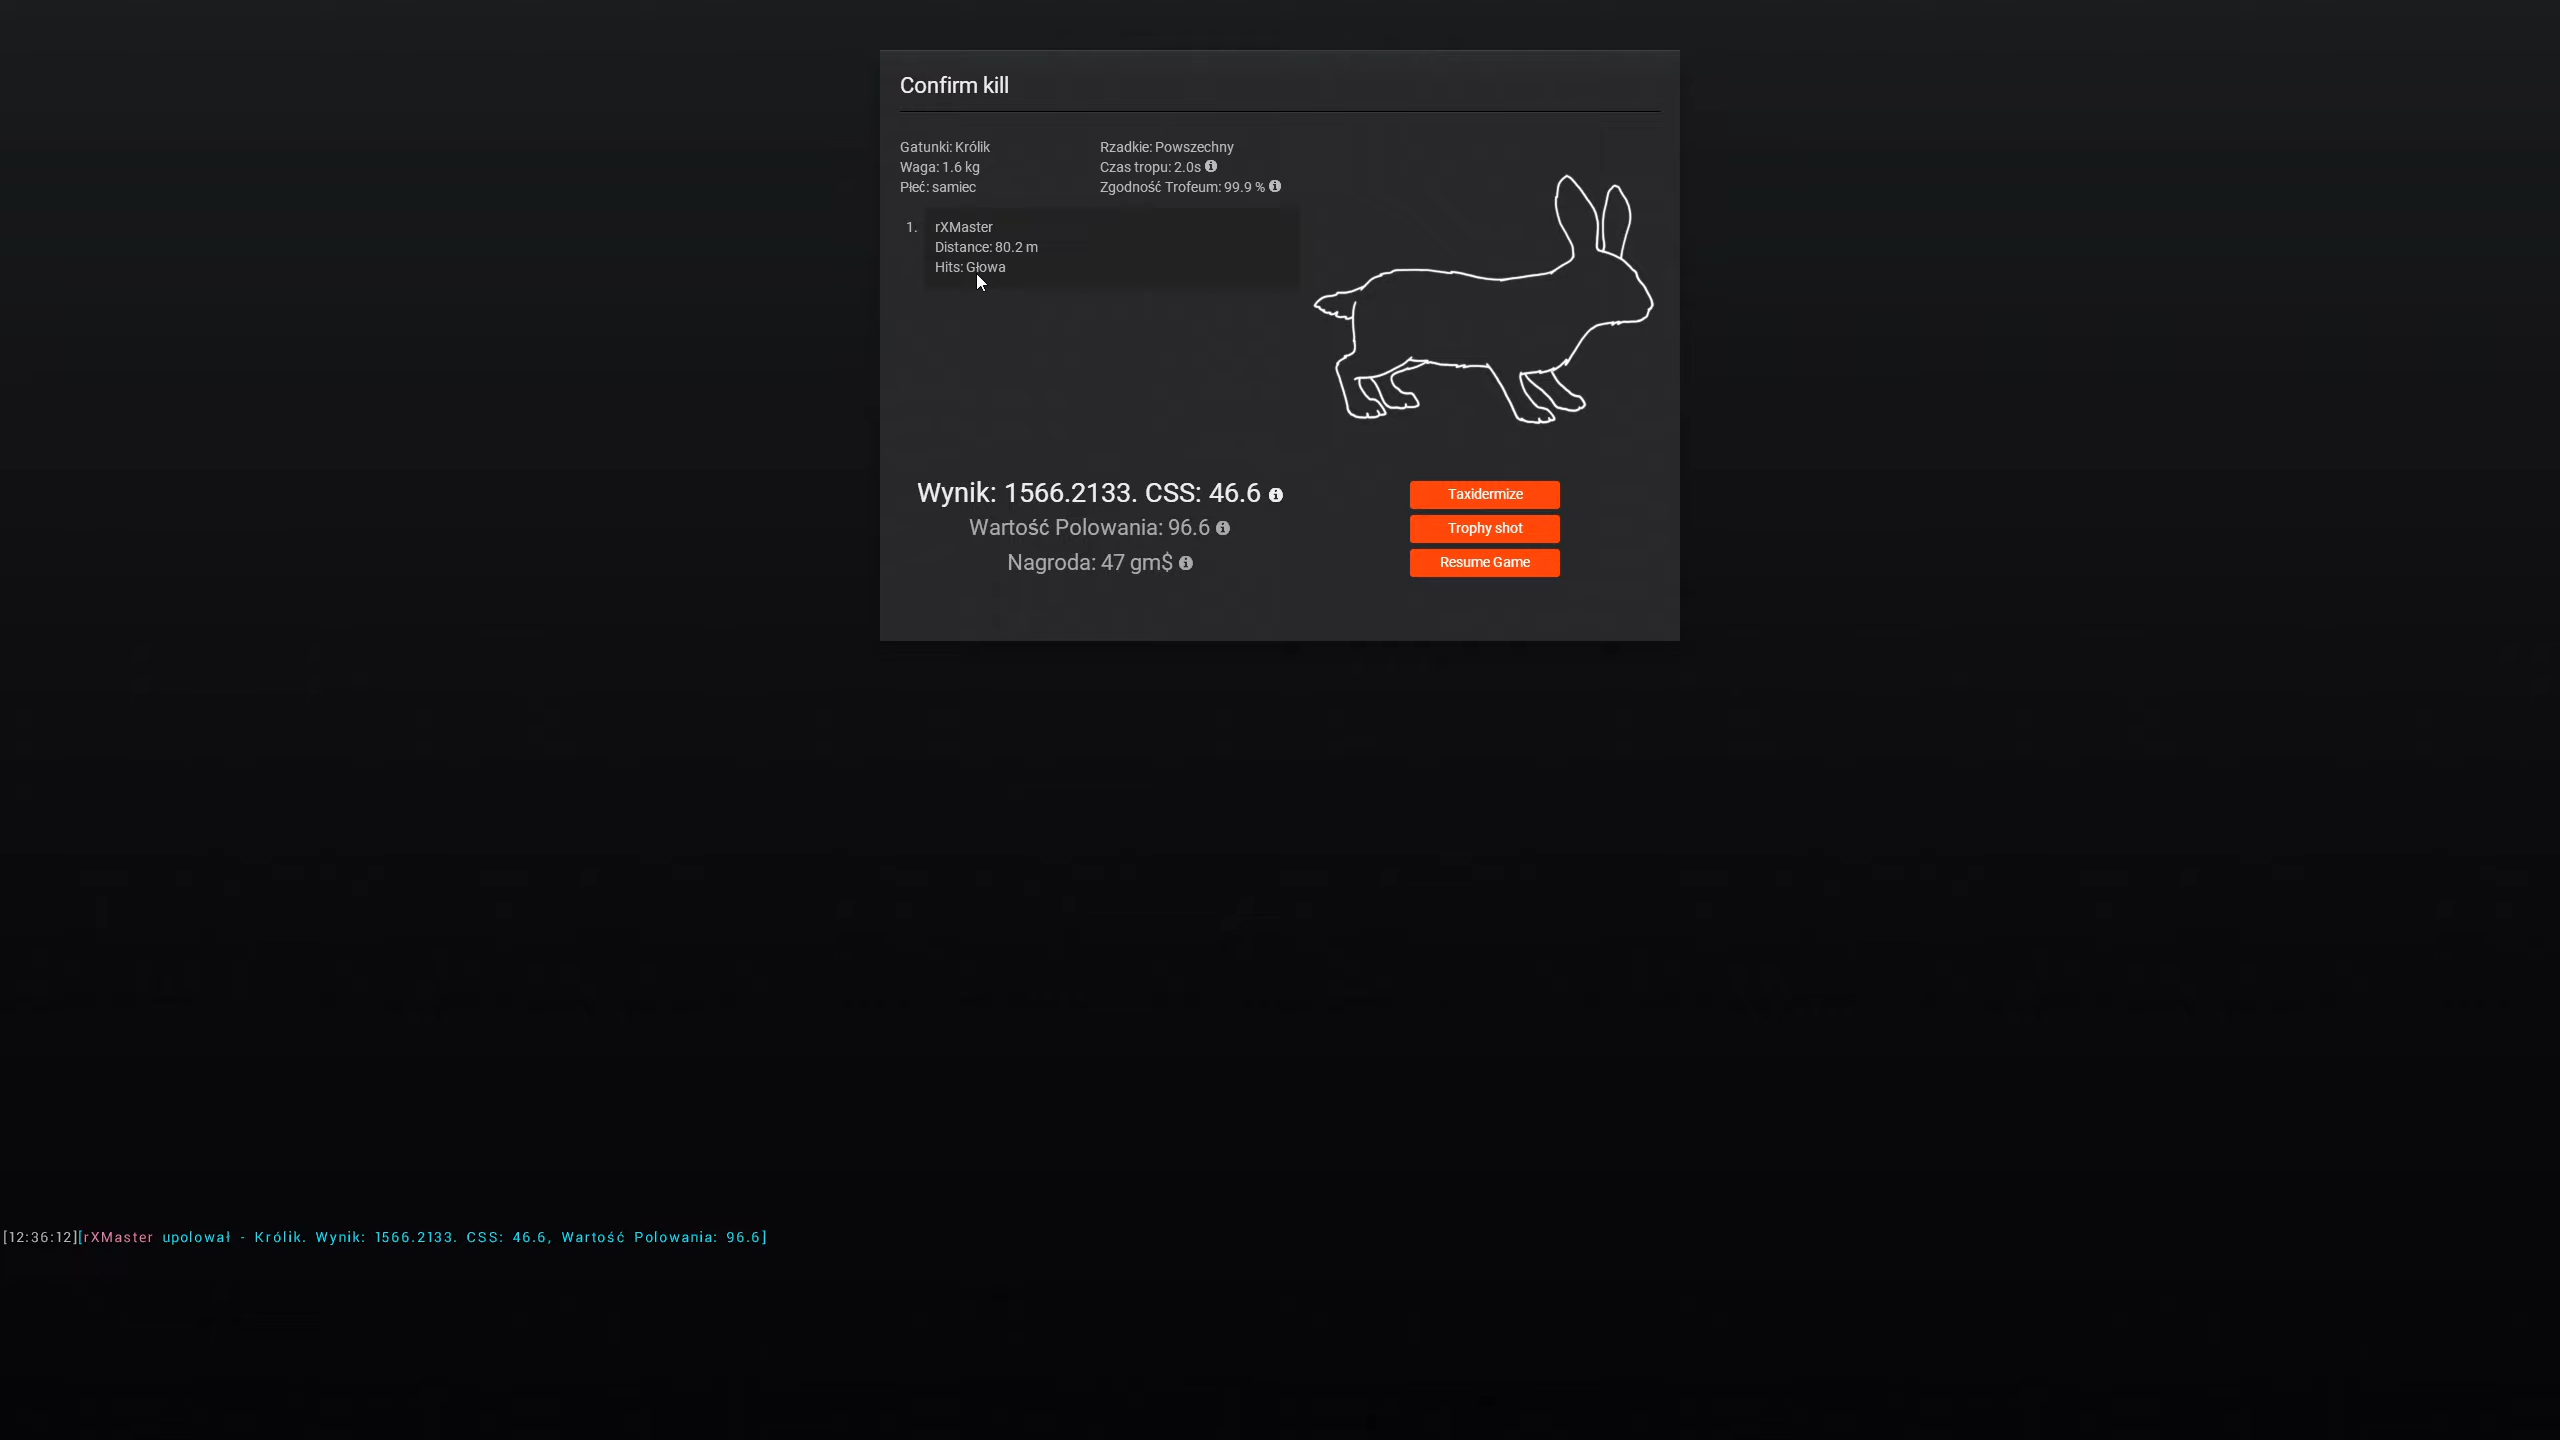 Confirm kill
Gatunki: Królik
Rzadkie: Powszechny
Waga: 1.6 kg
Czas tropu: 2.0s
Płeć: samiec
Zgodność Trofeum: 99.9 %
1. rXMaster
Distance: 80.2 m
Hits: Głowa
Wynik: 1566.2133. CSS: 46.6
Wartość Polowania: 96.6
Nagroda: 47 gm$
Taxidermize
Trophy shot
Resume Game
[12:36:12][rXMaster upolował - Królik. Wynik: 1566.2133. CSS: 46.6, Wartość Polowania: 96.6]